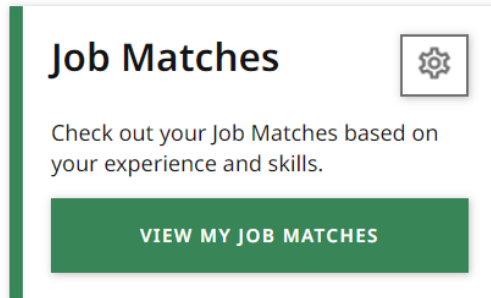 Job Matches
Check out your Job Matches based on
your experience and skills.
VIEW MY JOB MATCHES